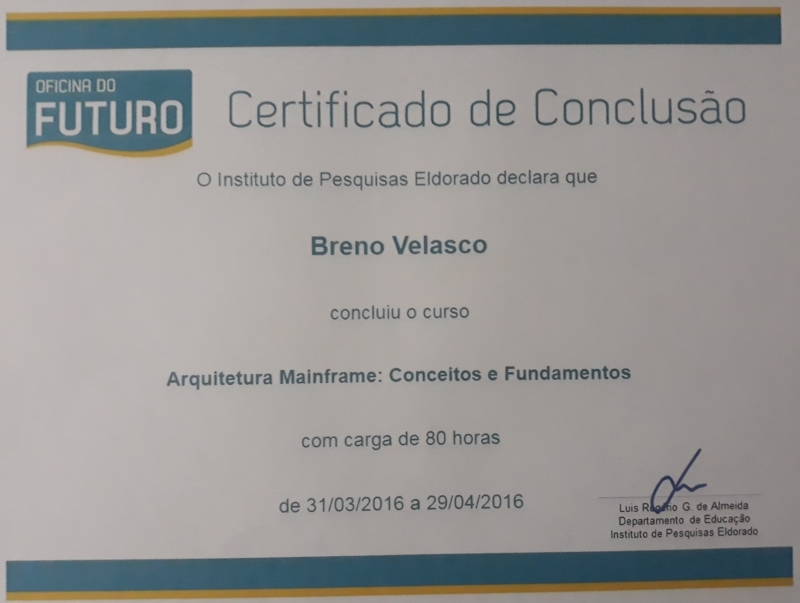 OFICINA DO
FUTURO
Certificado de Conclusão
O Instituto de Pesquisas Eldorado declara que
Breno Velasco
concluiu o curso
Arquitetura Mainframe: Conceitos e Fundamentos
com carga de 80 horas
de 31/03/2016 a 29/04/2016
Luis G. de Almeida
Departamento de Educação
Instituto de Pesquisas Eldorado